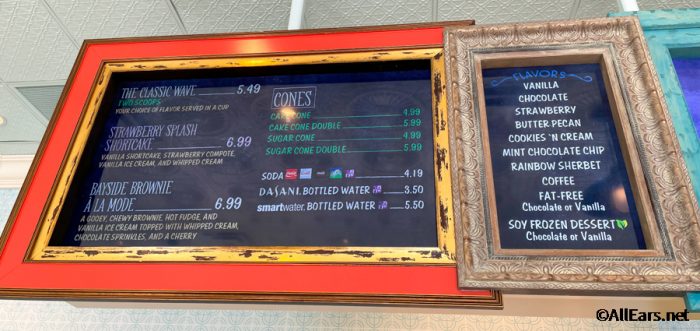 THE CLASSIC WAVE 5.49
TWO SCOOPS
YOUR CHOICE OF FLAVOR SERVED IN A CUP
STRAWBERRY SPLASH
SHORTCAKE 6.99
VANILLA SHORTCAKE, STRAWBERRY COMPOTE,
VANILLA ICE CREAM, AND WHIPPED CREAM
BAYSIDE BROWNIE
À LA MODE 6.99
A GOOEY, CHEWY BROWNIE, HOT FUDGE, AND
VANILLA ICE CREAM TOPPED WITH WHIPPED CREAM,
CHOCOLATE SPRINKLES, AND A CHERRY
CONES
CAKE CONE 4.99
CAKE CONE DOUBLE 5.99
SUGAR CONE 4.99
SUGAR CONE DOUBLE 5.99
SODA 4.19
DASANI. BOTTLED WATER 3.50
smartwater. BOTTLED WATER 5.50
FLAVORS
VANILLA
CHOCOLATE
STRAWBERRY
BUTTER PECAN
COOKIES 'N CREAM
MINT CHOCOLATE CHIP
RAINBOW SHERBET
COFFEE
FAT-FREE
Chocolate or Vanilla
SOY FROZEN DESSERT
Chocolate or Vanilla
©AllEars.net